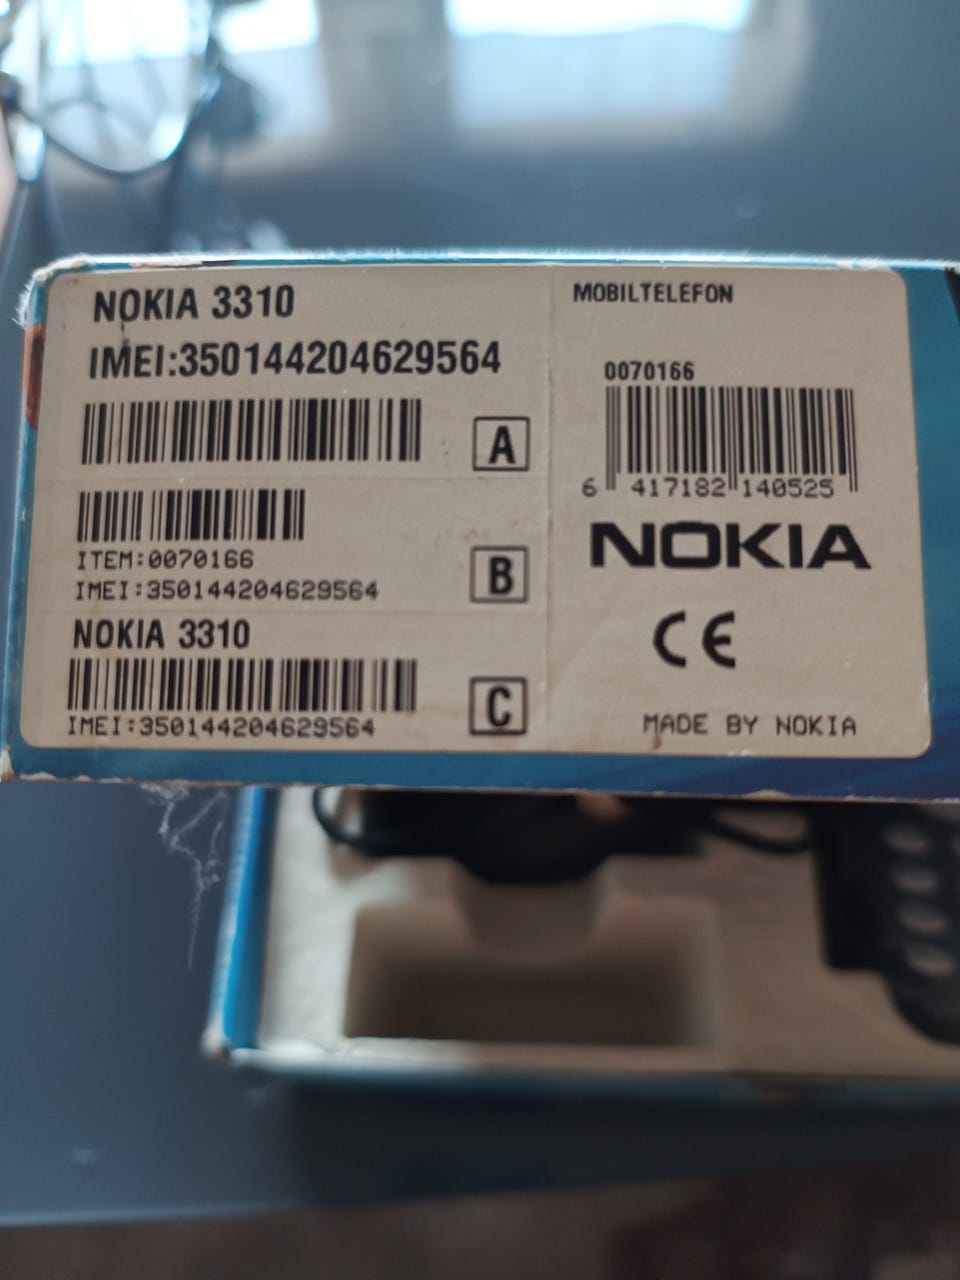 NOKIA 3310
IMEI:350144204629564
A
ITEM:0070166
IMEI:350144204629564
B
NOKIA 3310
IMEI:350144204629564
C
MOBILTELEFON
0070166
6 417182 140525
NOKIA
CE
MADE BY NOKIA